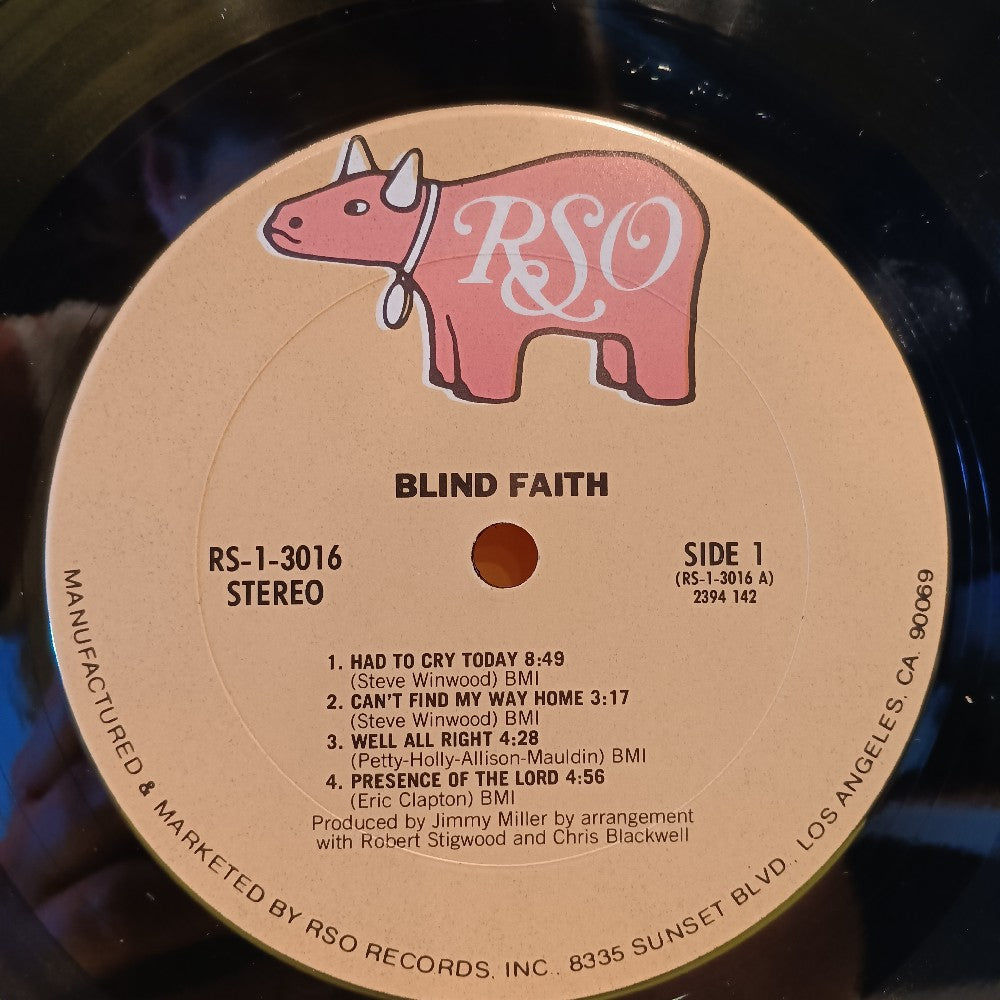 RSO
BLIND FAITH
RS-1-3016
STEREO
SIDE 1
(RS-1-3016 A)
2394 142
1. HAD TO CRY TODAY 8:49
(Steve Winwood) BMI
2. CAN'T FIND MY WAY HOME 3:17
(Steve Winwood) BMI
3. WELL ALL RIGHT 4:28
(Petty-Holly-Allison-Mauldin) BMI
4. PRESENCE OF THE LORD 4:56
(Eric Clapton) BMI
Produced by Jimmy Miller by arrangement
with Robert Stigwood and Chris Blackwell
MANUFACTURED & MARKETED BY RSO RECORDS, INC., 8335 SUNSET BLVD., LOS ANGELES, CA. 90069